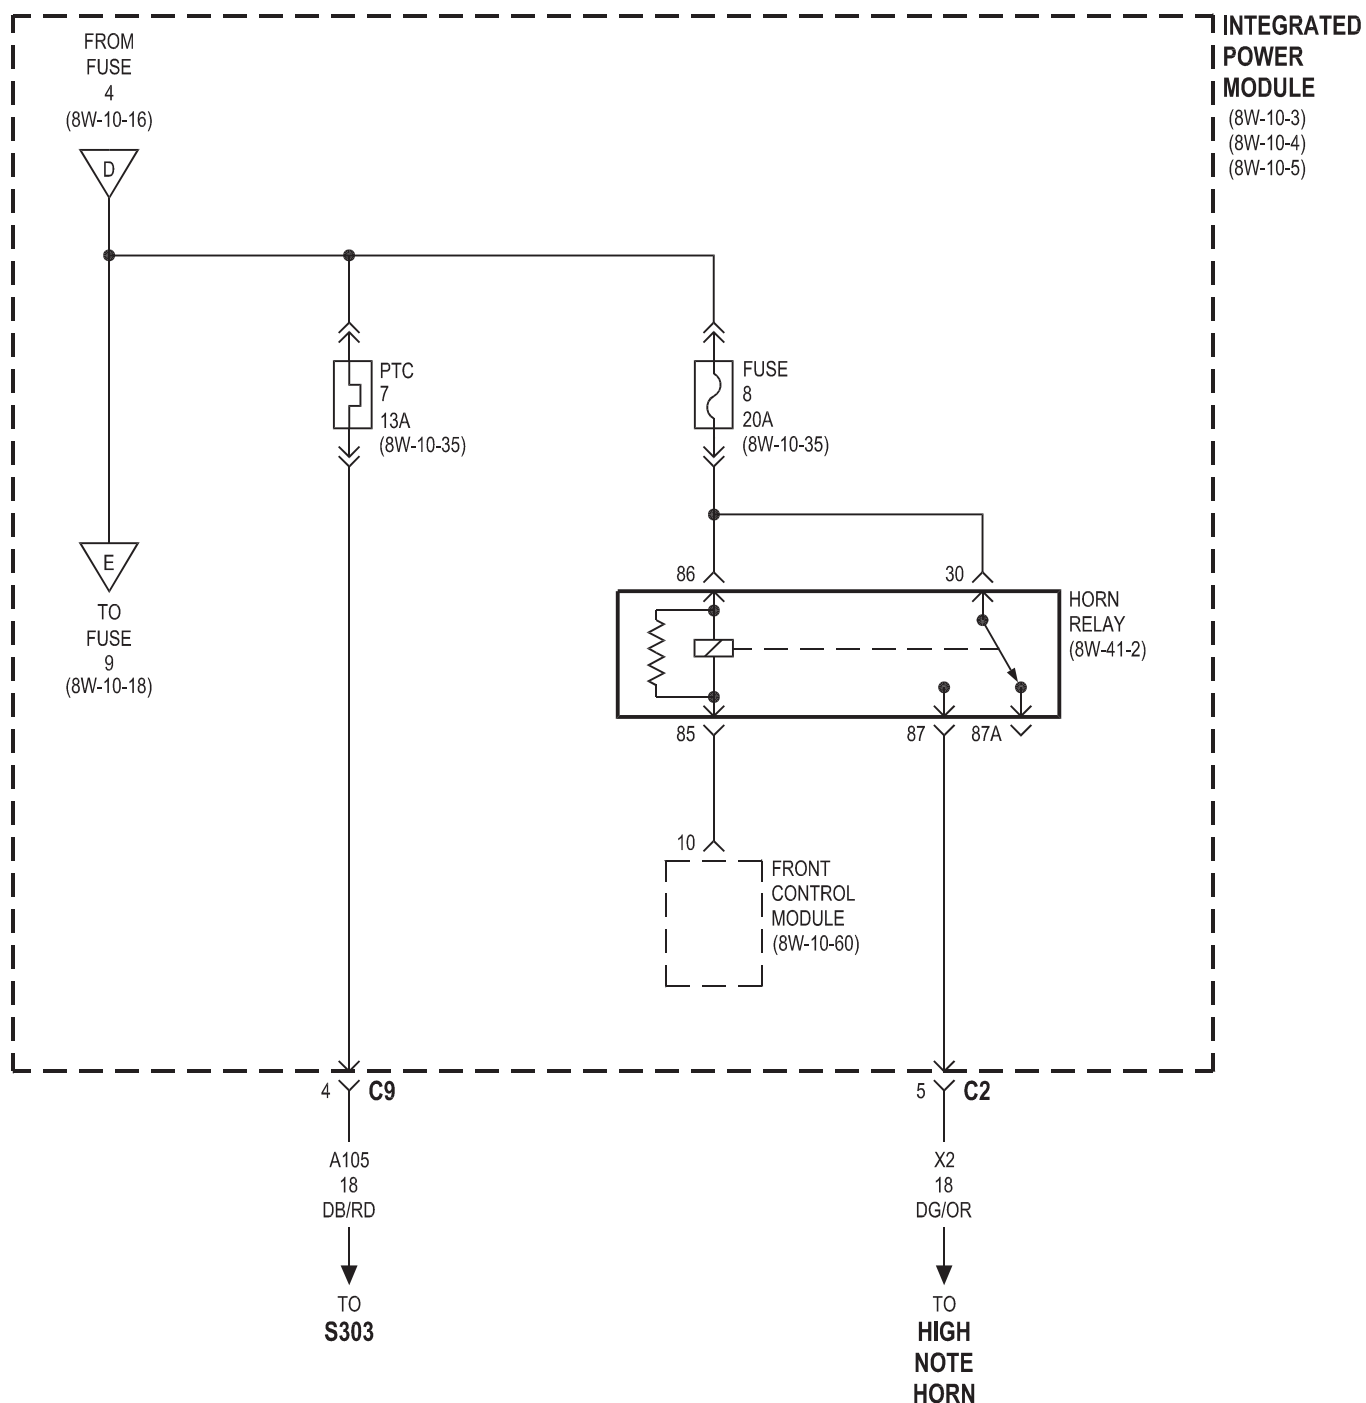 INTEGRATED
POWER
MODULE
(8W-10-3)
(8W-10-4)
(8W-10-5)
FROM
FUSE
4
(8W-10-16)
D
PTC
7
13A
(8W-10-35)
FUSE
8
20A
(8W-10-35)
E
TO
FUSE
9
(8W-10-18)
86
30
HORN
RELAY
(8W-41-2)
85
87
87A
10
FRONT
CONTROL
MODULE
(8W-10-60)
4
C9
5
C2
A105
18
DB/RD
X2
18
DG/OR
TO
S303
TO
HIGH
NOTE
HORN